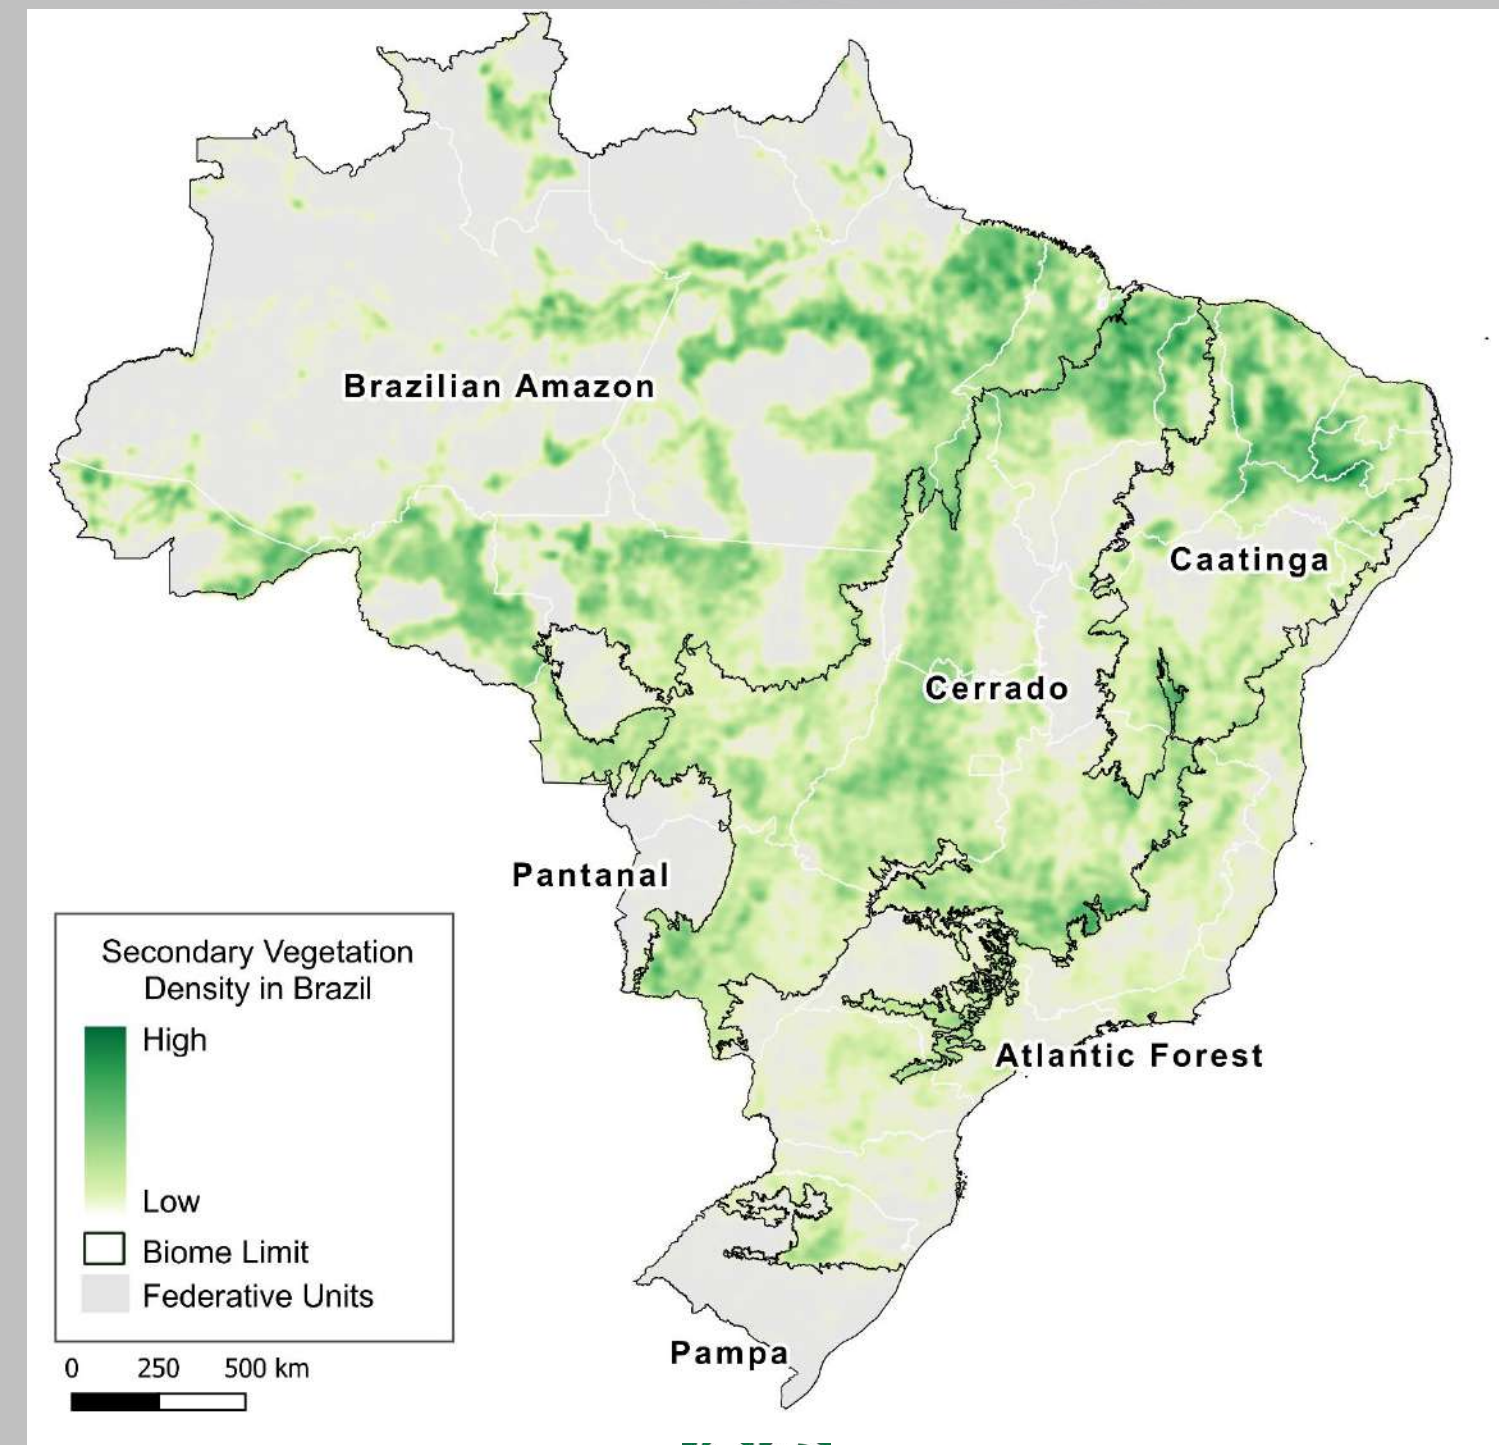 Brazilian Amazon
Caatinga
Cerrado
Pantanal
Atlantic Forest
Pampa
Secondary Vegetation
Density in Brazil
High
Low
Biome Limit
Federative Units
0 250 500 km